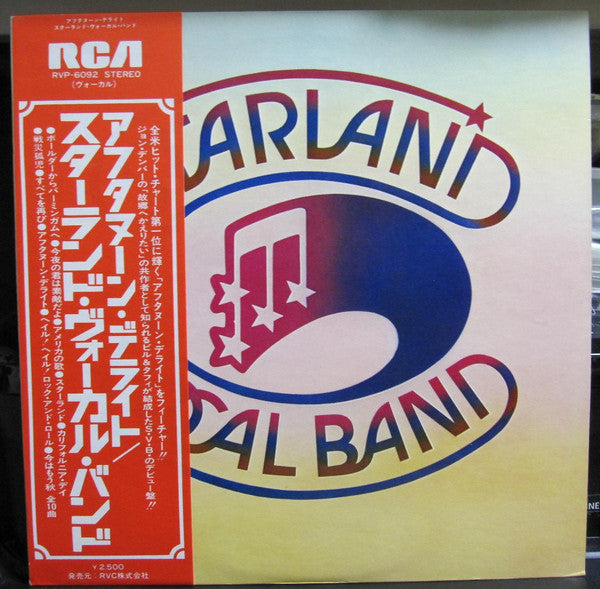 アフタヌーン・デライト
スターランド・ヴォーカル・バンド
RCA
RVP-6092 STEREO
(ヴォーカル)
アフタヌーン・デライト/
スターランド・ヴォーカル・バンド
●ボールダーからバーミンガムへ●今夜の君は素敵だよ●アメリカの歌●スターランド●カリフォルニア・デイ
●戦災孤児●すべてを再び●アフタヌーン・デライト●ヘイル!ヘイル!ロック・アンド・ロール●今はもう秋 全10曲
¥2,500
発売元:RVC株式会社
全米ヒット・チャート第一位に輝く「アフタヌーン・デライト」をフィーチャー!!
ジョン・デンバーの「故郷へかえりたい」の共作者として知られるビル&タフィが結成したS・V・B・のデビュー盤!!
ARLAND
CAL BAND
NE